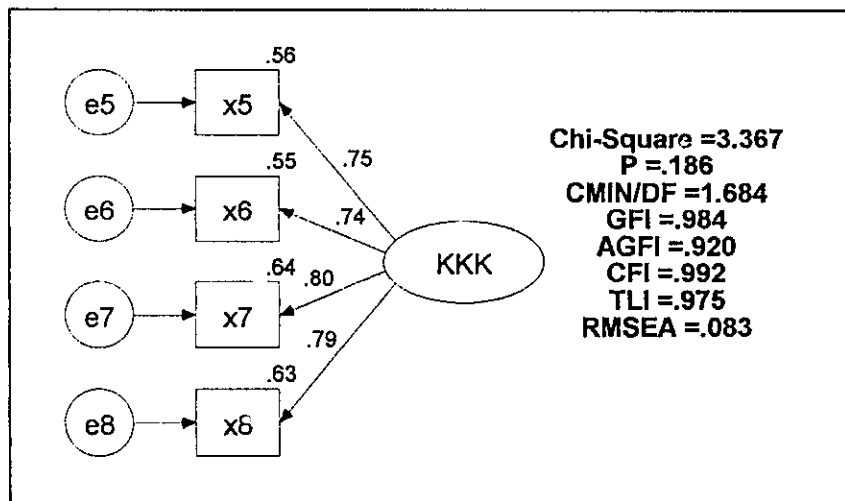 .56
e5
x5
.75
.55
e6
x6
.74
KKK
.64
.80
e7
x7
.79
.63
e8
x8
Chi-Square =3.367
P =.186
CMIN/DF =1.684
GFI =.984
AGFI =.920
CFI =.992
TLI =.975
RMSEA =.083